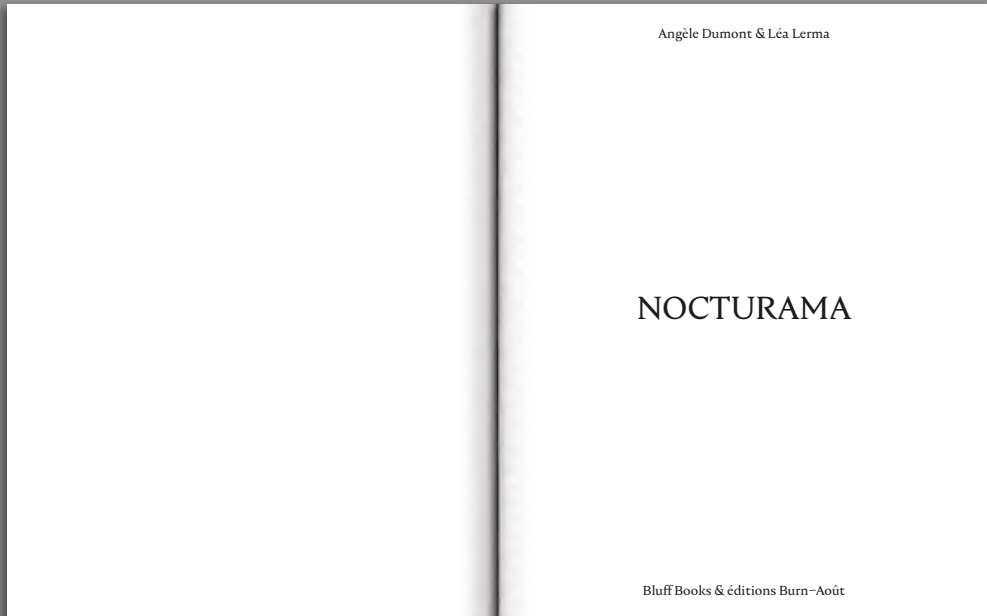 Angèle Dumont & Léa Lerma
NOCTURAMA
Bluff Books & éditions Burn–Août